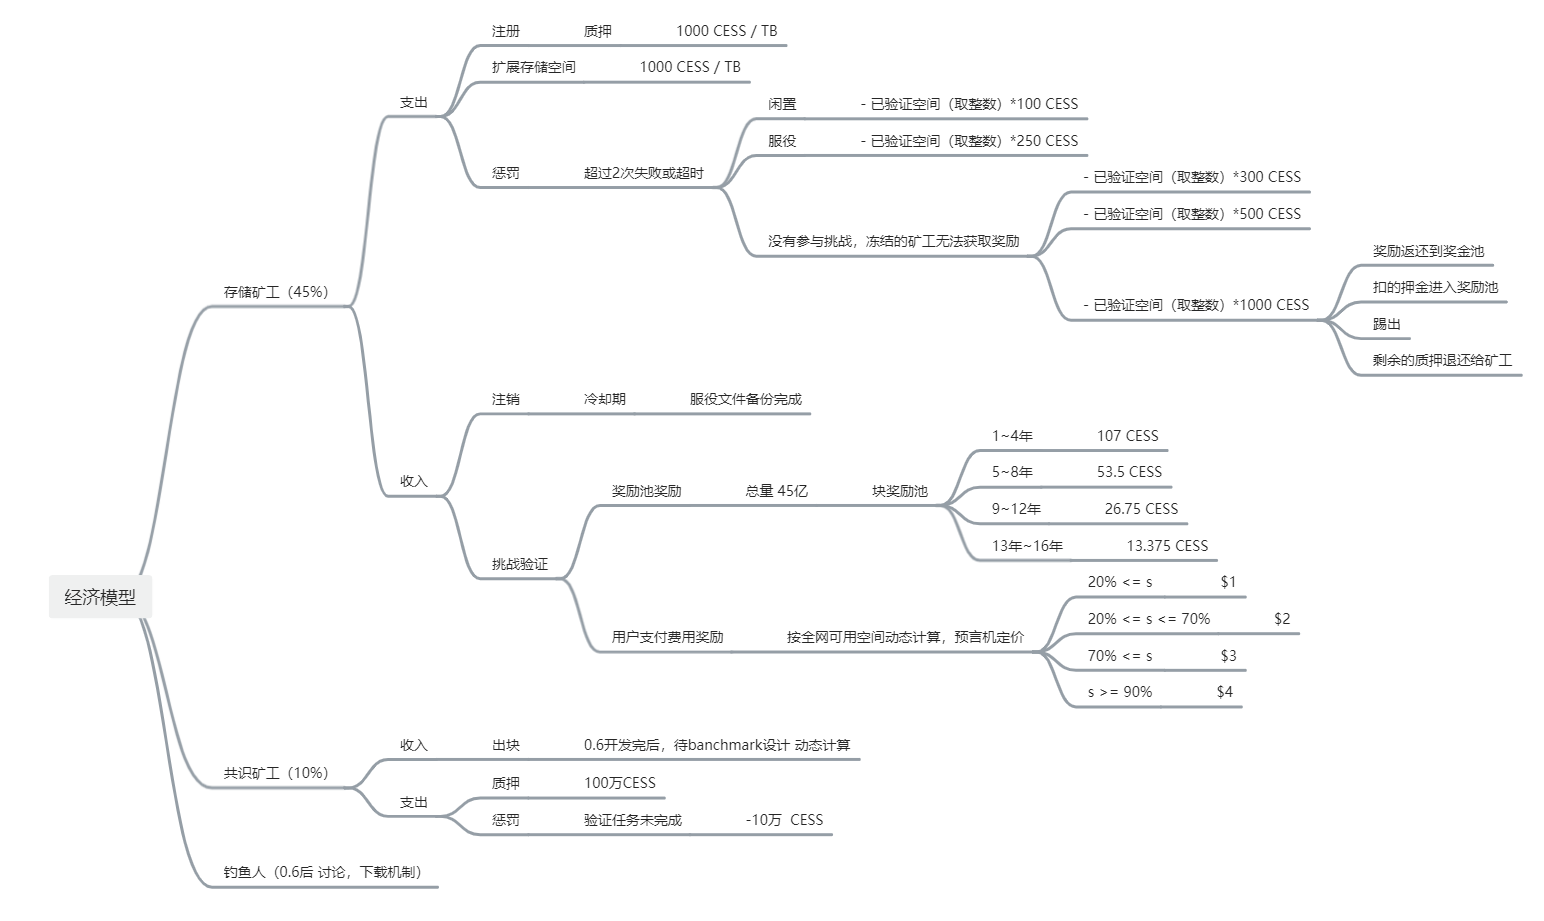 经济模型
存储矿工（45%）
支出
注册
质押
1000 CESS / TB
扩展存储空间
1000 CESS / TB
惩罚
超过2次失败或超时
闲置
- 已验证空间（取整数）*100 CESS
服役
- 已验证空间（取整数）*250 CESS
没有参与挑战，冻结的矿工无法获取奖励
- 已验证空间（取整数）*300 CESS
- 已验证空间（取整数）*500 CESS
- 已验证空间（取整数）*1000 CESS
奖励返还到奖金池
扣的押金进入奖励池
踢出
剩余的质押退还给矿工
收入
注销
冷却期
服役文件备份完成
挑战验证
奖励池奖励
总量 45亿
块奖励池
1~4年
107 CESS
5~8年
53.5 CESS
9~12年
26.75 CESS
13年~16年
13.375 CESS
用户支付费用奖励
按全网可用空间动态计算，预言机定价
20% <= s
$1
20% <= s <= 70%
$2
70% <= s
$3
s >= 90%
$4
共识矿工（10%）
收入
出块
0.6开发完后，待banchmark设计 动态计算
支出
质押
100万CESS
惩罚
验证任务未完成
-10万  CESS
钓鱼人（0.6后 讨论，下载机制）